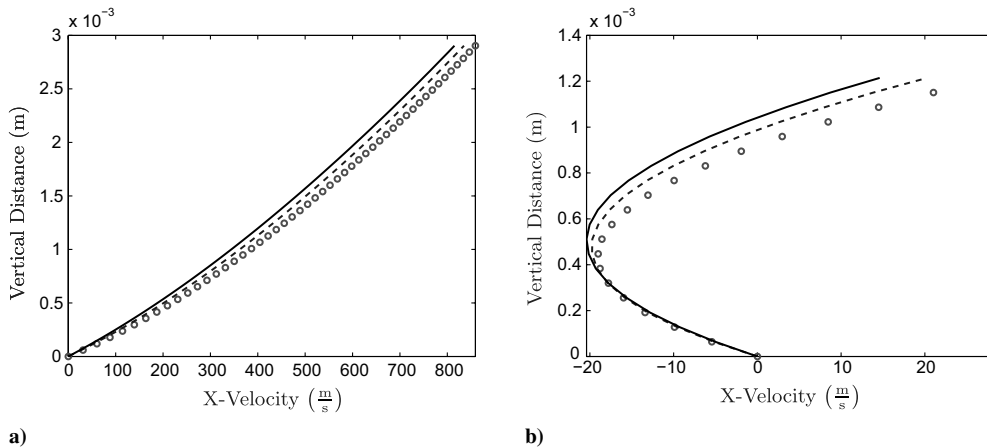 x 10⁻³
3
2.5
2
1.5
1
0.5
0
0 100 200 300 400 500 600 700 800
Vertical Distance (m)
X-Velocity (m/s)
a)
x 10⁻³
1.4
1.2
1
0.8
0.6
0.4
0.2
0
−20 −10 0 10 20
Vertical Distance (m)
X-Velocity (m/s)
b)